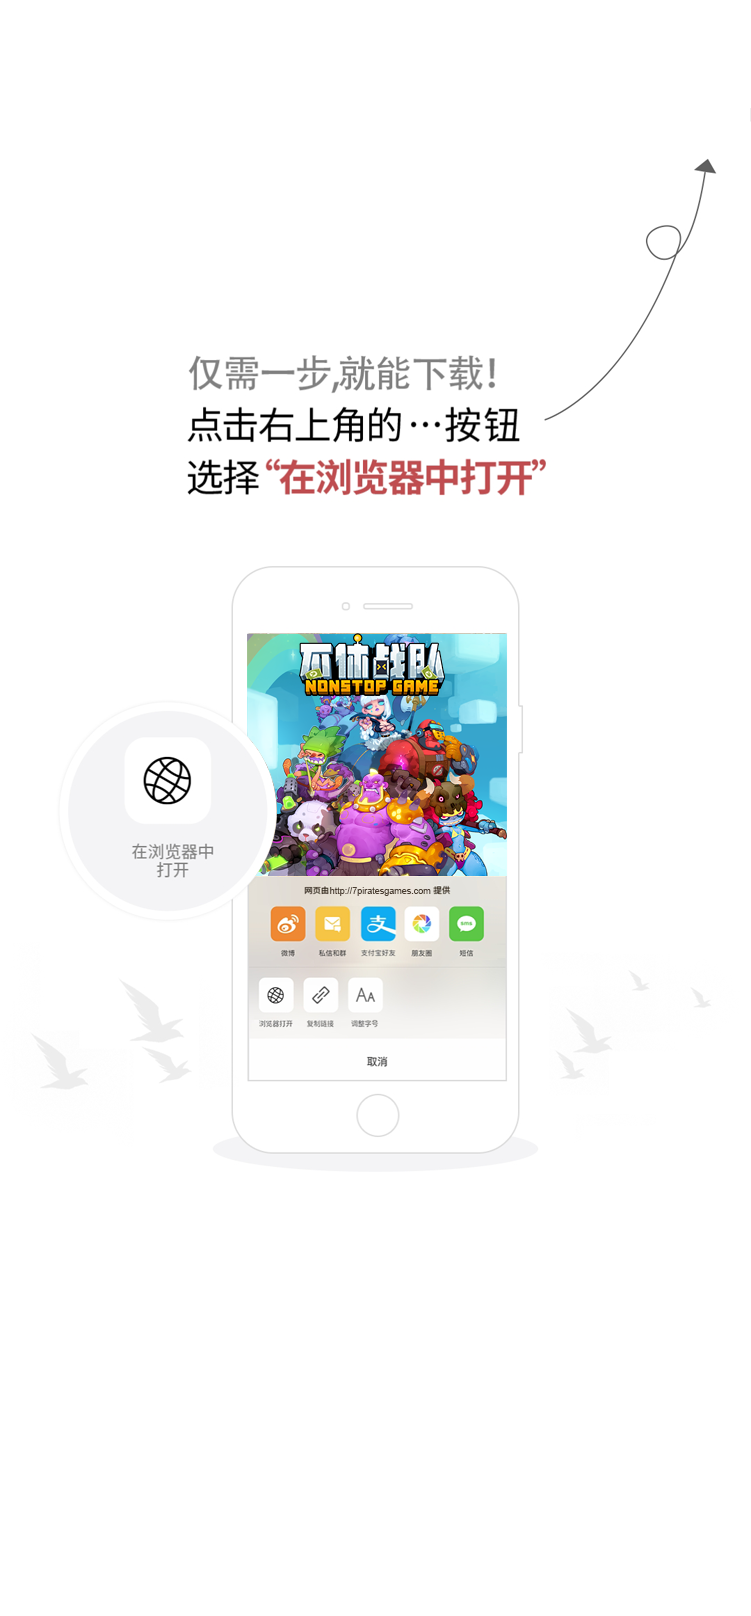 仅需一步,就能下载!
点击右上角的…按钮
选择“在浏览器中打开”
不休战队
NONSTOP GAME
在浏览器中
打开
网页由http://7piratesgames.com 提供
微博 私信和群 支付宝好友 朋友圈 短信
浏览器打开 复制链接 调整字号
取消